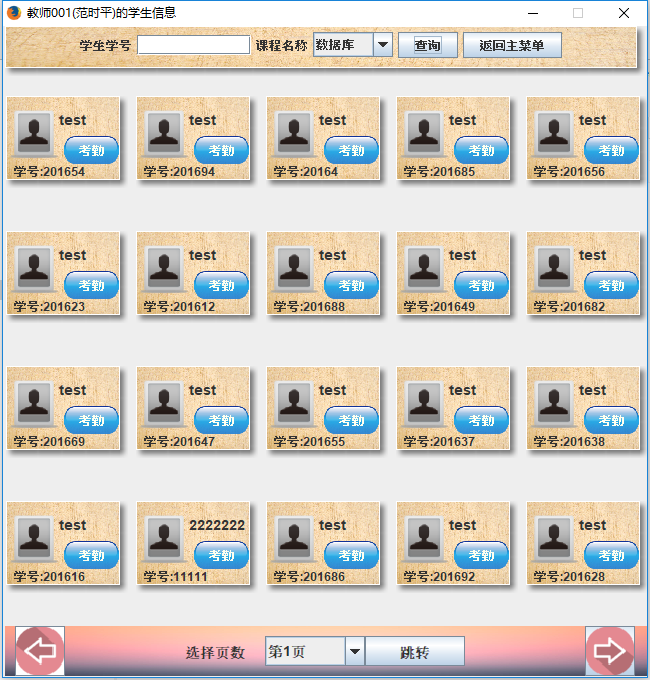 教师001(范时平)的学生信息
学生学号 课程名称 数据库 查询 返回主菜单
test test test test test
考勤 考勤 考勤 考勤 考勤
学号:201654 学号:201694 学号:20164 学号:201685 学号:201656
test test test test test
考勤 考勤 考勤 考勤 考勤
学号:201623 学号:201612 学号:201688 学号:201649 学号:201682
test test test test test
考勤 考勤 考勤 考勤 考勤
学号:201669 学号:201647 学号:201655 学号:201637 学号:201638
test 2222222 test test test
考勤 考勤 考勤 考勤 考勤
学号:201616 学号:11111 学号:201686 学号:201692 学号:201628
选择页数 第1页 跳转